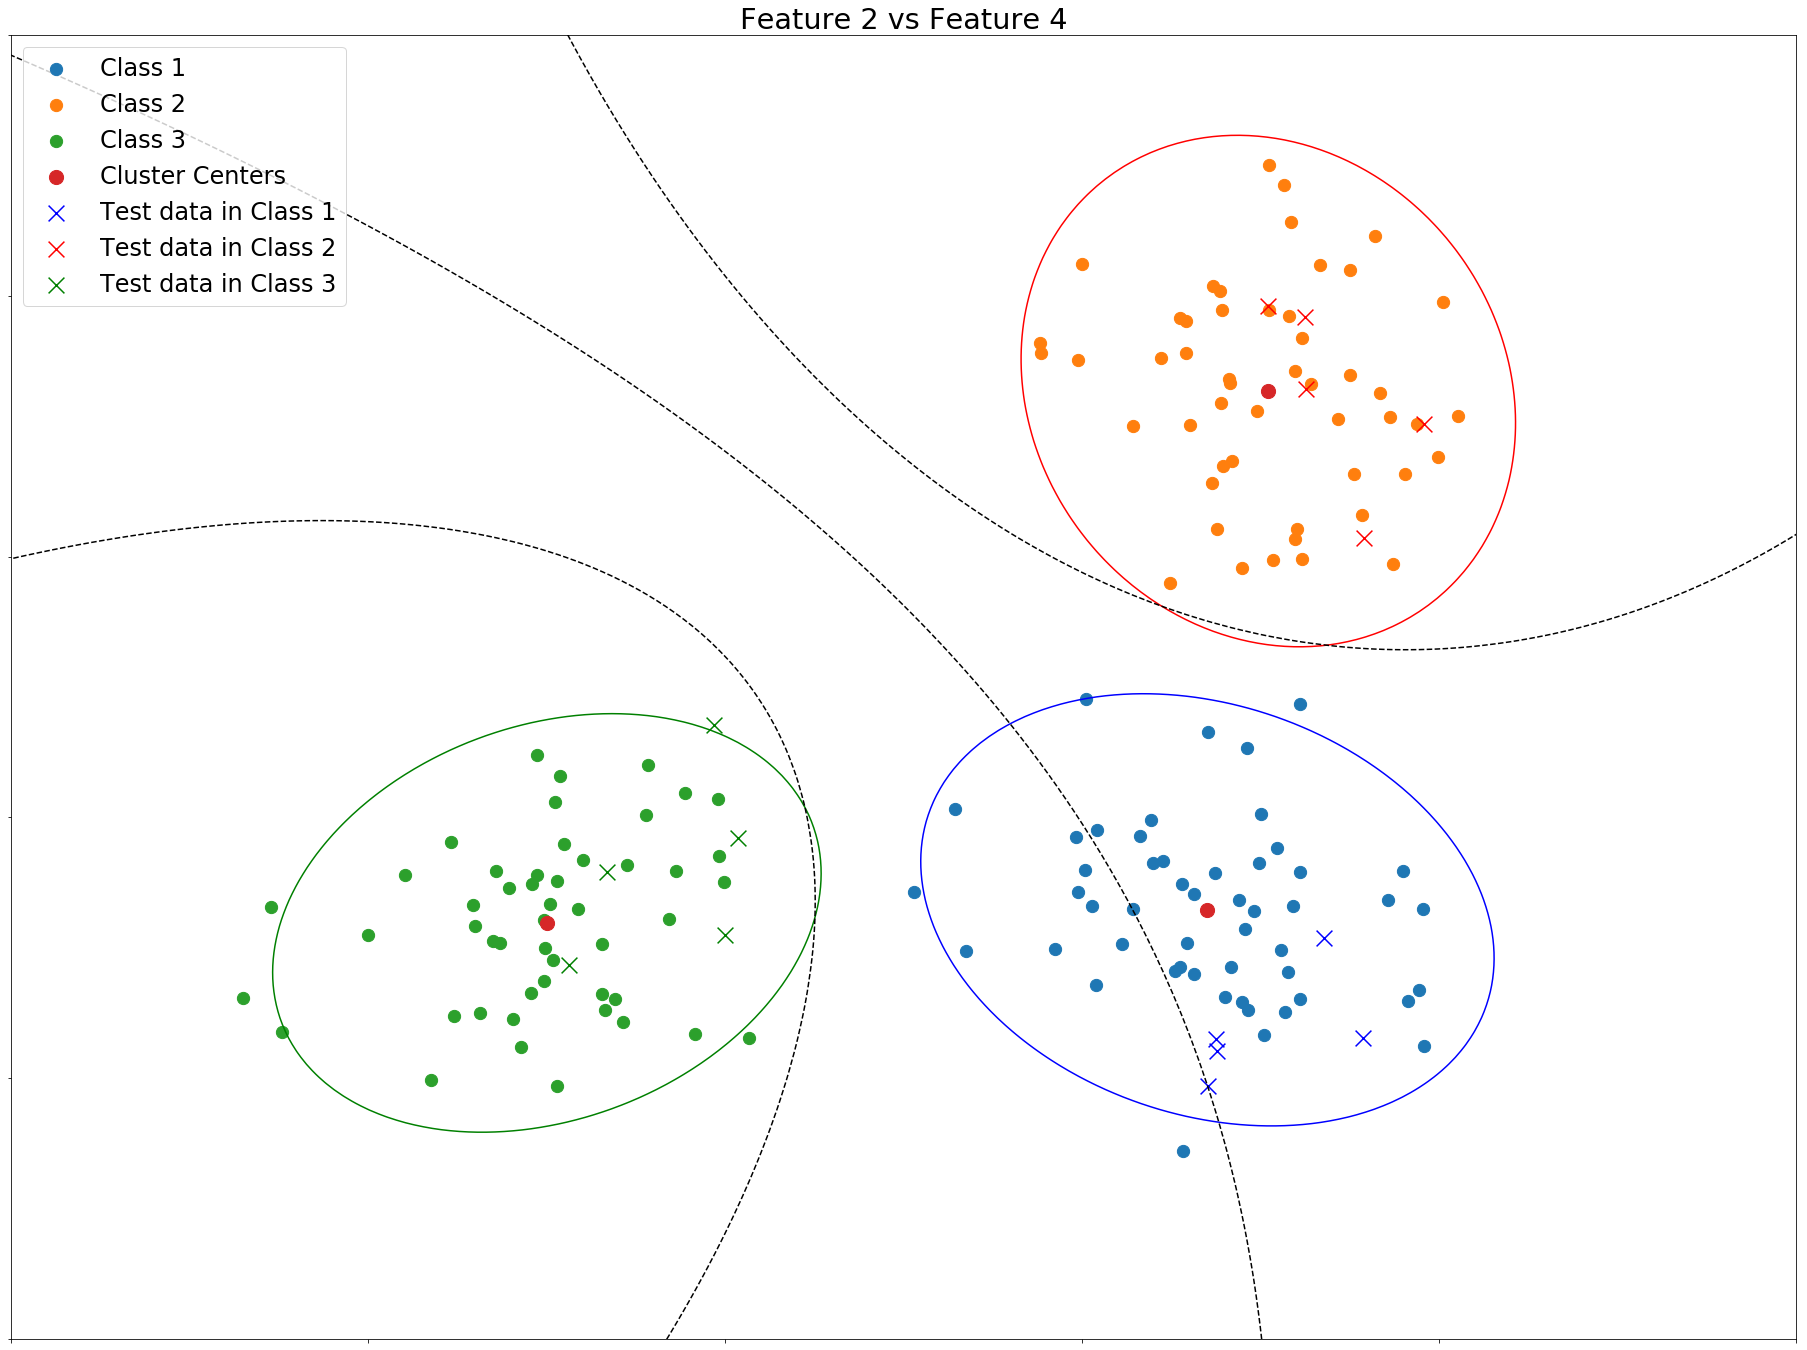 Feature 2 vs Feature 4
Class 1
Class 2
Class 3
Cluster Centers
Test data in Class 1
Test data in Class 2
Test data in Class 3